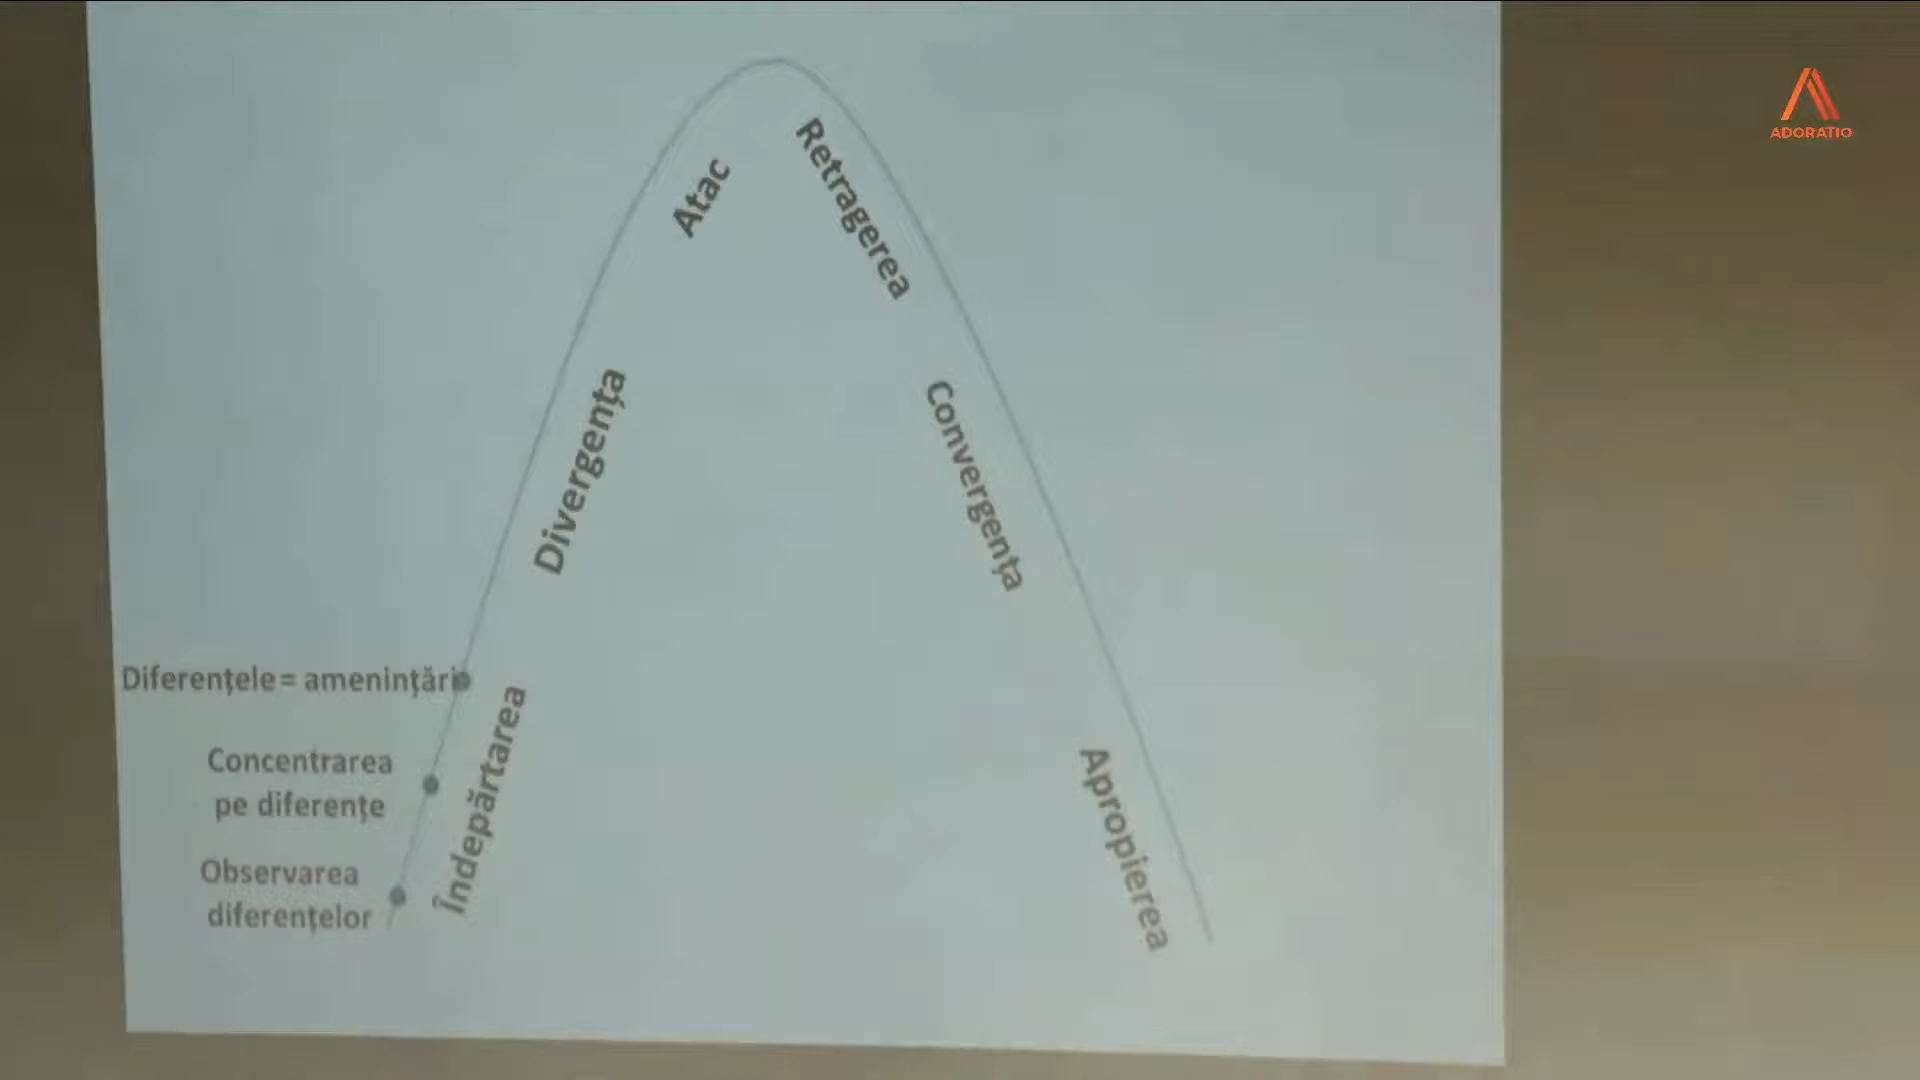 ADORATIO
Atac
Retragerea
Divergența
Convergența
Diferențele = amenințări
Îndepărtarea
Concentrarea
pe diferențe
Apropierea
Observarea
diferențelor